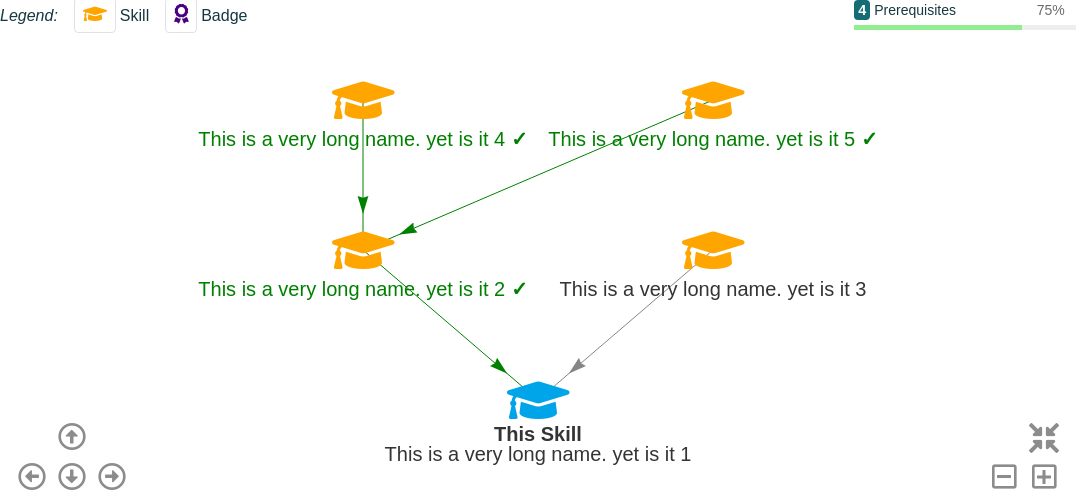 Legend: Skill Badge
4 Prerequisites 75%
This is a very long name. yet is it 4 ✓
This is a very long name. yet is it 5 ✓
This is a very long name. yet is it 2 ✓
This is a very long name. yet is it 3
This Skill
This is a very long name. yet is it 1